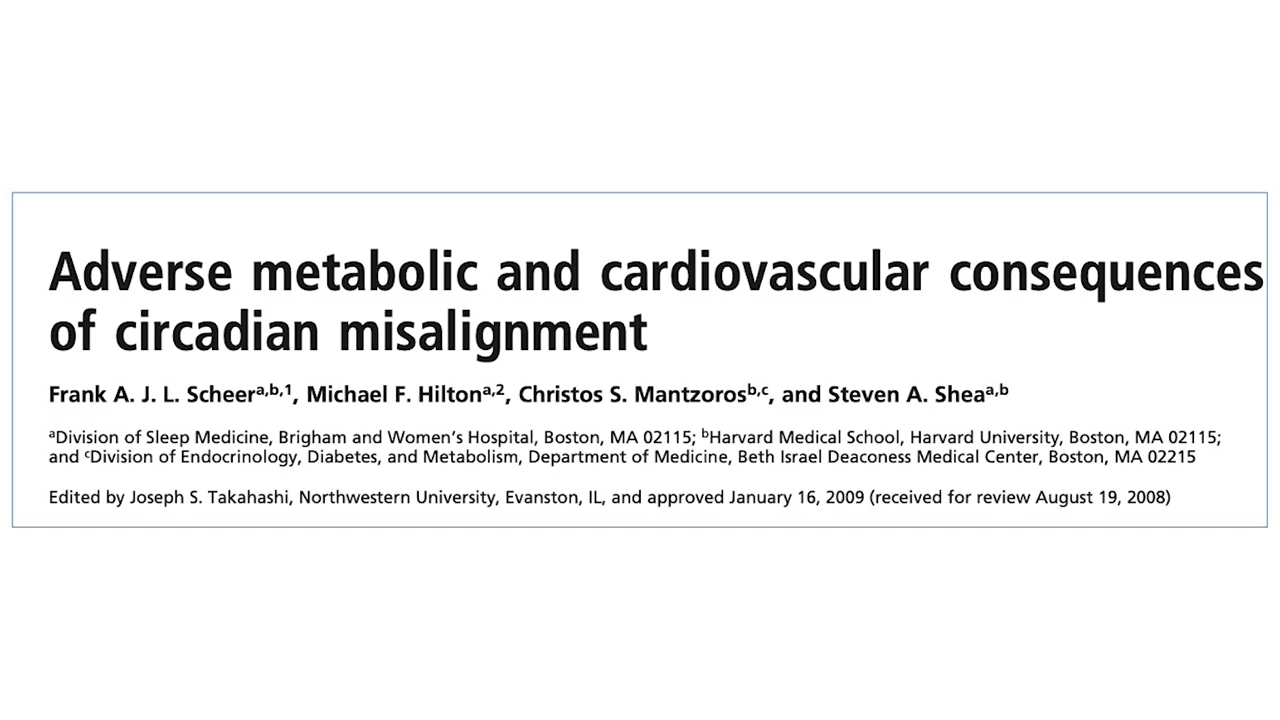 Adverse metabolic and cardiovascular consequences
of circadian misalignment
Frank A. J. L. Scheerᵃ,ᵇ,¹, Michael F. Hiltonᵃ,², Christos S. Mantzorosᵇ,ᶜ, and Steven A. Sheaᵃ,ᵇ
ᵃDivision of Sleep Medicine, Brigham and Women's Hospital, Boston, MA 02115; ᵇHarvard Medical School, Harvard University, Boston, MA 02115;
and ᶜDivision of Endocrinology, Diabetes, and Metabolism, Department of Medicine, Beth Israel Deaconess Medical Center, Boston, MA 02215
Edited by Joseph S. Takahashi, Northwestern University, Evanston, IL, and approved January 16, 2009 (received for review August 19, 2008)